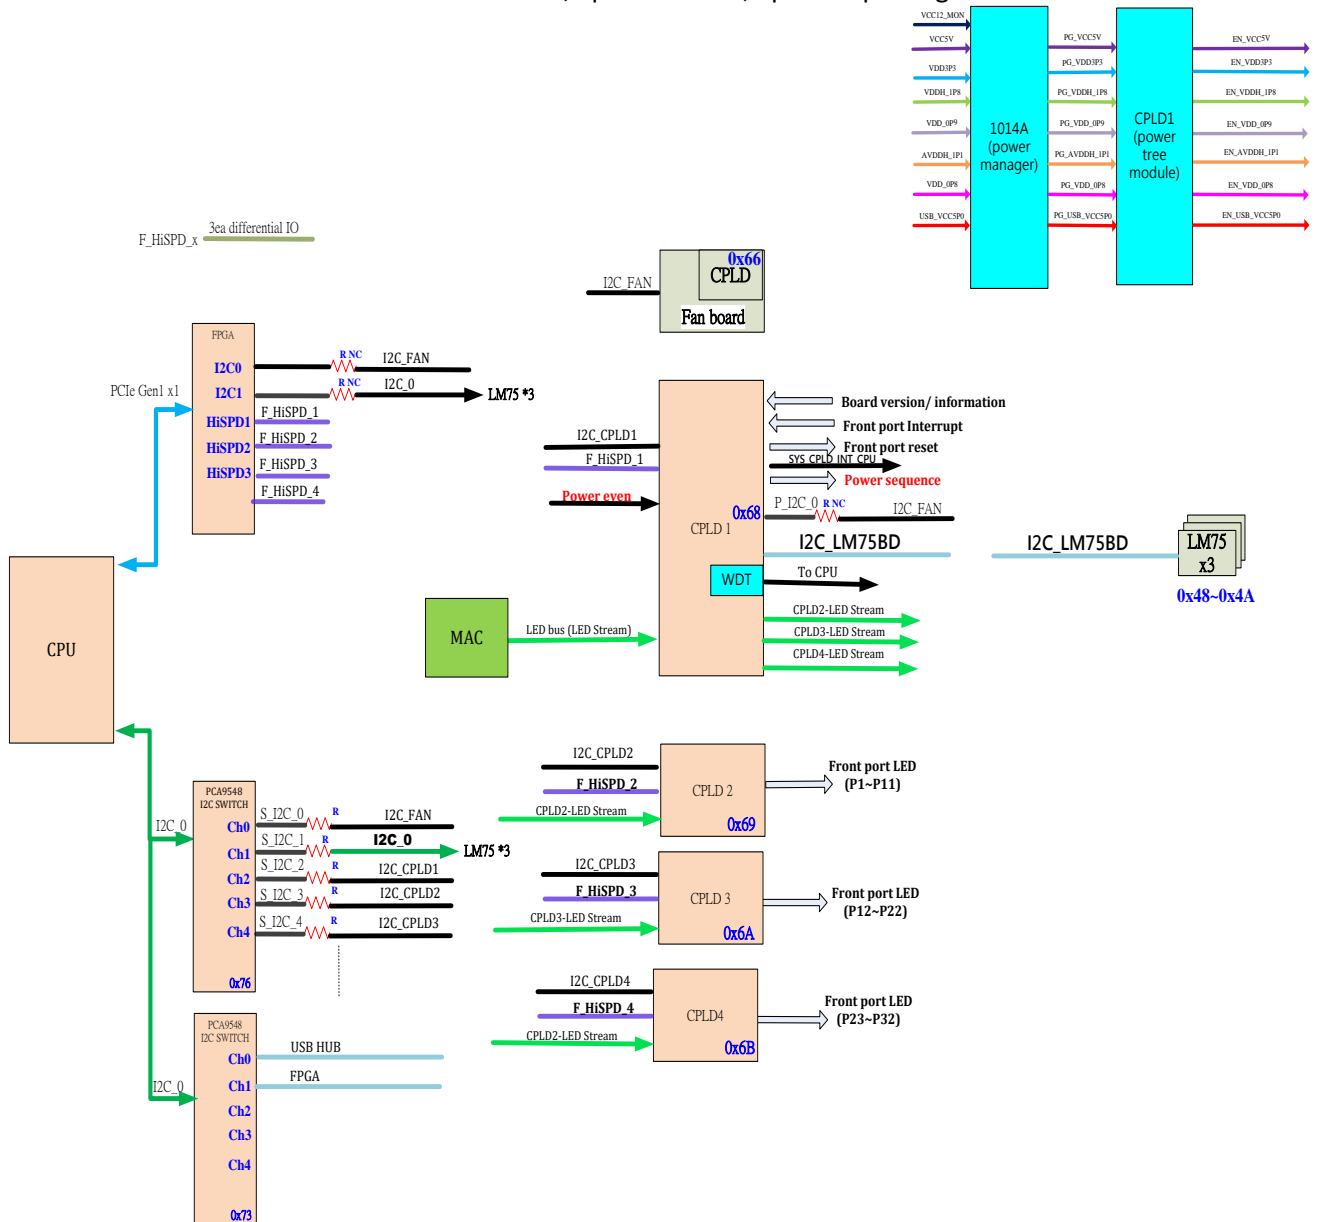 VCC12_MON
VCC5V
VDD3P3
VDDH_1P8
VDD_0P9
AVDDH_1P1
VDD_0P8
USB_VCC5P0
1014A
(power
manager)
PG_VCC5V
pG_VDD3P3
PG_VDDH_1P8
PG_VDD_0P9
PG_AVDDH_1P1
PG_VDD_0P8
PG_USB_VCC5P0
CPLD1
(power
tree
module)
EN_VCC5V
EN_VDD3P3
EN_VDDH_1P8
EN_VDD_0P9
EN_AVDDH_1P1
EN_VDD_0P8
EN_USB_VCC5P0
F_HiSPD_x
3ea differential IO
I2C_FAN
0x66
CPLD
Fan board
FPGA
I2C0
I2C1
HiSPD1
HiSPD2
HiSPD3
R NC
I2C_FAN
R NC
I2C_0
LM75 *3
F_HiSPD_1
F_HiSPD_2
F_HiSPD_3
F_HiSPD_4
PCIe Gen1 x1
I2C_CPLD1
F_HiSPD_1
Power even
CPLD 1
0x68
WDT
Board version/ information
Front port Interrupt
Front port reset
SYS_CPLD_INT_CPU
Power sequence
P_I2C_0
R NC
I2C_FAN
I2C_LM75BD
To CPU
CPLD2-LED Stream
CPLD3-LED Stream
CPLD4-LED Stream
I2C_LM75BD
LM75
x3
0x48~0x4A
MAC
LED bus (LED Stream)
CPU
I2C_0
PCA9548
I2C SWITCH
Ch0
Ch1
Ch2
Ch3
Ch4
0x76
S_I2C_0
R
I2C_FAN
S_I2C_1
R
I2C_0
LM75 *3
S_I2C_2
R
I2C_CPLD1
S_I2C_3
R
I2C_CPLD2
S_I2C_4
R
I2C_CPLD3
I2C_CPLD2
F_HiSPD_2
CPLD2-LED Stream
CPLD 2
0x69
Front port LED
(P1~P11)
I2C_CPLD3
F_HiSPD_3
CPLD3-LED Stream
CPLD 3
0x6A
Front port LED
(P12~P22)
I2C_CPLD4
F_HiSPD_4
CPLD2-LED Stream
CPLD4
0x6B
Front port LED
(P23~P32)
I2C_0
PCA9548
I2C SWITCH
Ch0
Ch1
Ch2
Ch3
Ch4
0x73
USB HUB
FPGA